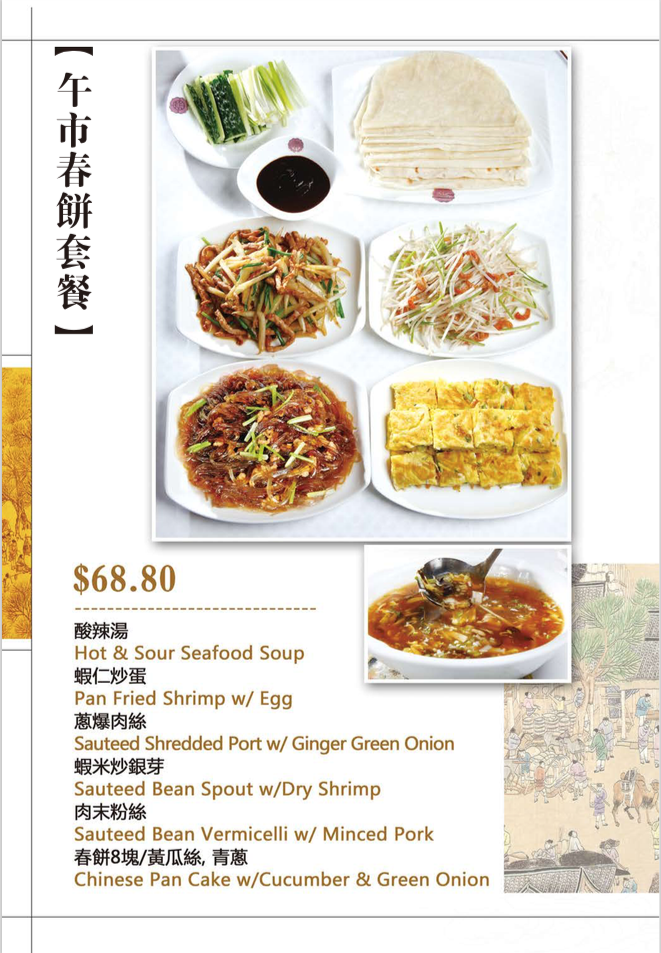 【午市春餅套餐】
$68.80
酸辣湯
Hot & Sour Seafood Soup
蝦仁炒蛋
Pan Fried Shrimp w/ Egg
蔥爆肉絲
Sauteed Shredded Port w/ Ginger Green Onion
蝦米炒銀芽
Sauteed Bean Spout w/Dry Shrimp
肉末粉絲
Sauteed Bean Vermicelli w/ Minced Pork
春餅8塊/黃瓜絲, 青蔥
Chinese Pan Cake w/Cucumber & Green Onion